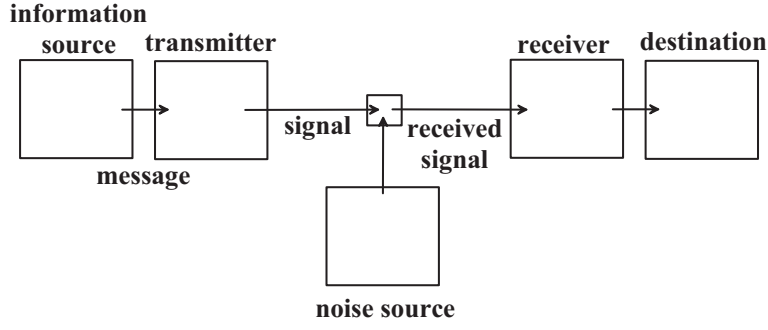 information
source
transmitter
receiver
destination
signal
received
signal
message
noise source